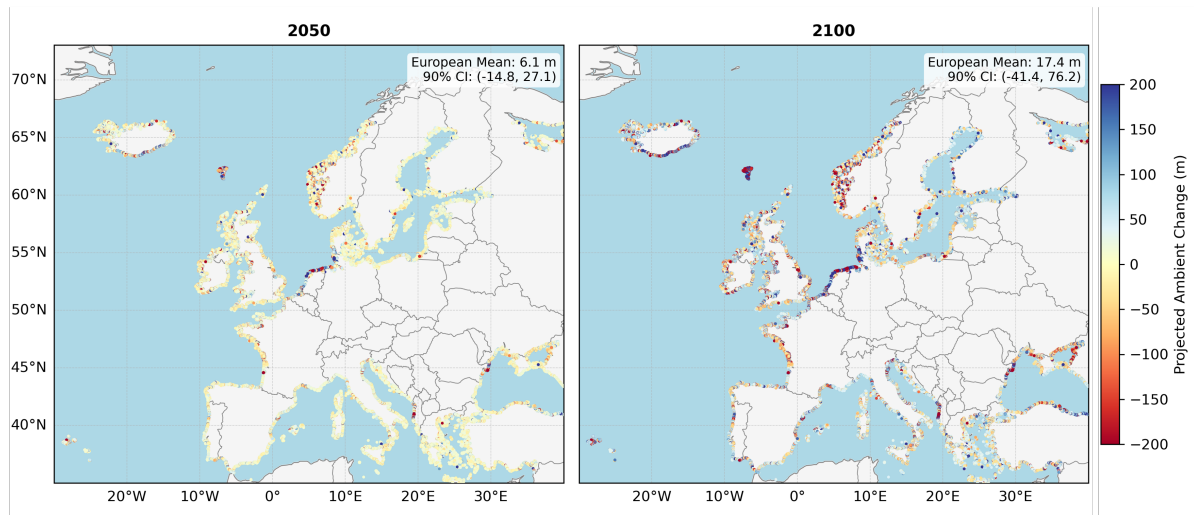 2050
2100
European Mean: 6.1 m
90% CI: (-14.8, 27.1)
European Mean: 17.4 m
90% CI: (-41.4, 76.2)
70°N
65°N
60°N
55°N
50°N
45°N
40°N
20°W
10°W
0°
10°E
20°E
30°E
20°W
10°W
0°
10°E
20°E
30°E
200
150
100
50
0
−50
−100
−150
−200
Projected Ambient Change (m)